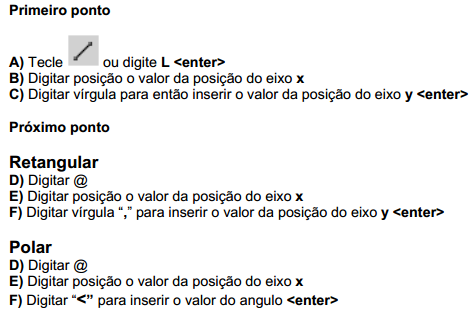 Primeiro ponto
A) Tecle ou digite L <enter>
B) Digitar posição o valor da posição do eixo x
C) Digitar vírgula para então inserir o valor da posição do eixo y <enter>
Próximo ponto
Retangular
D) Digitar @
E) Digitar posição o valor da posição do eixo x
F) Digitar vírgula “,” para inserir o valor da posição do eixo y <enter>
Polar
D) Digitar @
E) Digitar posição o valor da posição do eixo x
F) Digitar “<” para inserir o valor do angulo <enter>